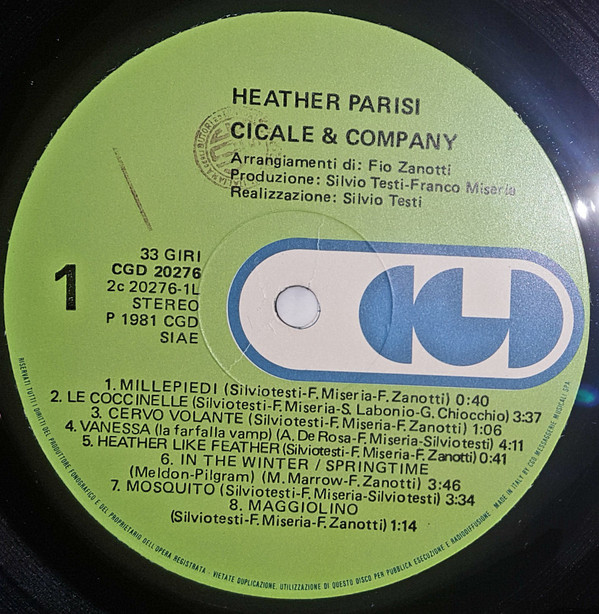 HEATHER PARISI
CICALE & COMPANY
Arrangiamenti di: Fio Zanotti
Produzione: Silvio Testi-Franco Miseria
Realizzazione: Silvio Testi
1
33 GIRI
CGD 20276
2c 20276-1L
STEREO
P 1981 CGD
SIAE
CGD
1. MILLEPIEDI (Silviotesti-F. Miseria-F. Zanotti) 0:40
2. LE COCCINELLE (Silviotesti-F. Miseria-S. Labonio-G. Chiocchio) 3:37
3. CERVO VOLANTE (Silviotesti-F. Miseria-F. Zanotti) 1:06
4. VANESSA (la farfalla vamp) (A. De Rosa-F. Miseria-Silviotesti) 4:11
5. HEATHER LIKE FEATHER (Silviotesti-F. Miseria-F. Zanotti) 0:41
6. IN THE WINTER / SPRINGTIME
(Meldon-Pilgram) (M. Marrow-F. Zanotti) 3:46
7. MOSQUITO (Silviotesti-F. Miseria-Silviotesti) 3:34
8. MAGGIOLINO
(Silviotesti-F. Miseria-F. Zanotti) 1:14
RISERVATI TUTTI I DIRITTI DEL PRODUTTORE FONOGRAFICO E DEL PROPRIETARIO DELL'OPERA REGISTRATA - VIETATE DUPLICAZIONE, UTILIZZAZIONE DI QUESTO DISCO PER PUBBLICA ESECUZIONE E RADIODIFFUSIONE. MADE IN ITALY BY CGD MESSAGGERIE MUSICALI SPA